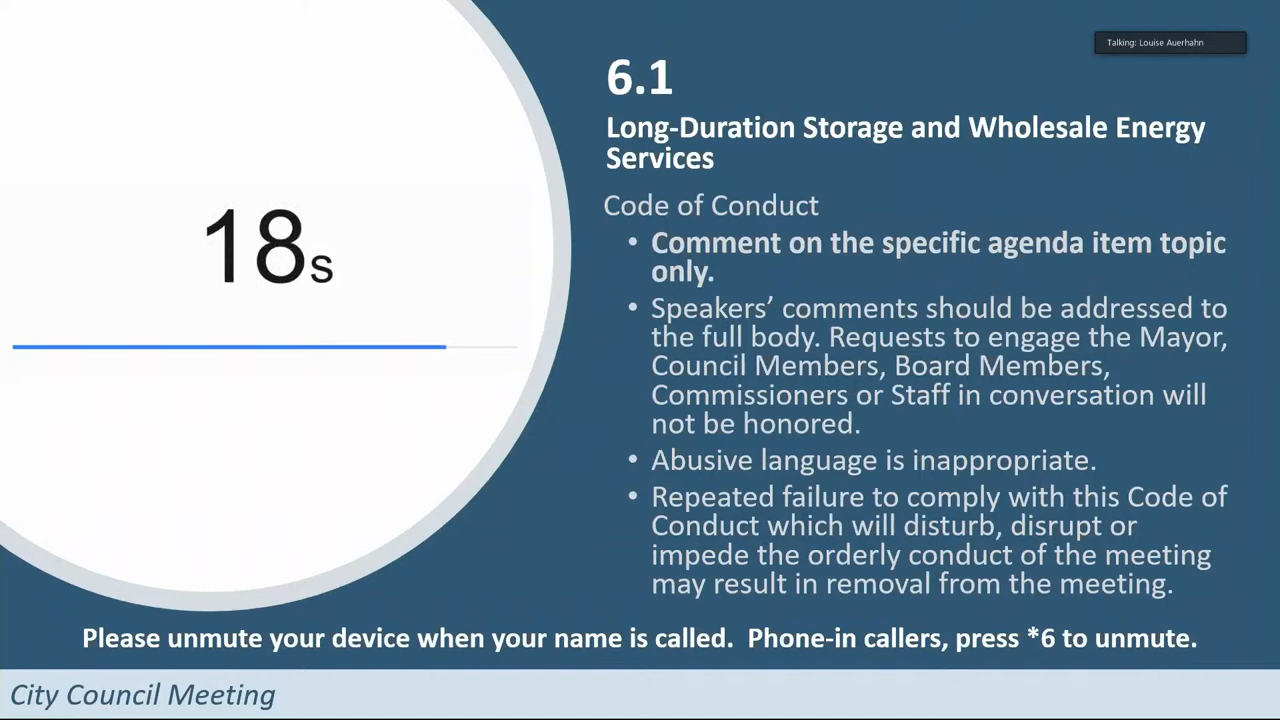 Talking: Louise Auerhahn
6.1
Long-Duration Storage and Wholesale Energy
Services
18s
Code of Conduct
• Comment on the specific agenda item topic
only.
• Speakers’ comments should be addressed to
the full body. Requests to engage the Mayor,
Council Members, Board Members,
Commissioners or Staff in conversation will
not be honored.
• Abusive language is inappropriate.
• Repeated failure to comply with this Code of
Conduct which will disturb, disrupt or
impede the orderly conduct of the meeting
may result in removal from the meeting.
Please unmute your device when your name is called.  Phone-in callers, press *6 to unmute.
City Council Meeting